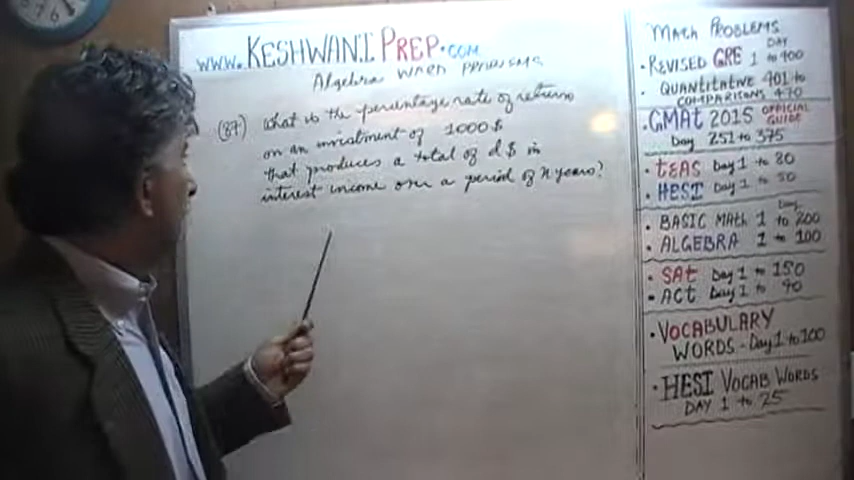 www.KESHWANIPREP.com
Algebra WORD PROBLEMS
(37) What is the percentage rate of return
on an investment of 1000$
that produces a total of d$ in
interest income over a period of n years?
MATH PROBLEMS
DAY
• REVISED GRE 1 to 400
• QUANTITATIVE 401 to
COMPARISONS 470
• GMAT 2015 OFFICIAL
GUIDE
Day 251 to 375
• TEAS Day 1 to 80
• HESI Day 1 to 50
Day
• BASIC MATH 1 to 200
• ALGEBRA 1 to 100
• SAT Day 1 to 150
• ACT Day 1 to 90
• VOCABULARY
WORDS - Day 1 to 100
• HESI VOCAB WORDS
DAY 1 to 25